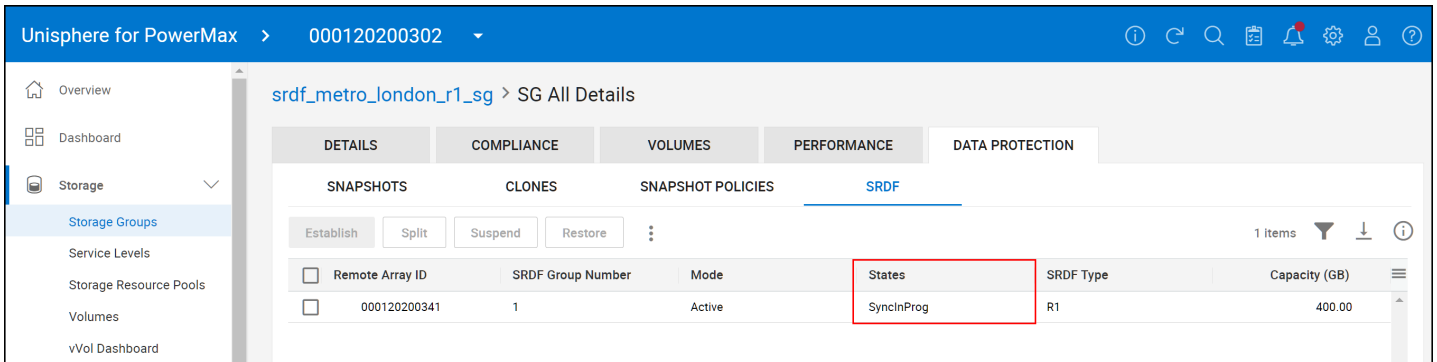 Unisphere for PowerMax > 000120200302
Overview
srdf_metro_london_r1_sg > SG All Details
Dashboard
DETAILS COMPLIANCE VOLUMES PERFORMANCE DATA PROTECTION
Storage
SNAPSHOTS CLONES SNAPSHOT POLICIES SRDF
Storage Groups
Establish Split Suspend Restore 1 items
Service Levels
Remote Array ID SRDF Group Number Mode States SRDF Type Capacity (GB)
Storage Resource Pools
000120200341 1 Active SyncInProg R1 400.00
Volumes
vVol Dashboard